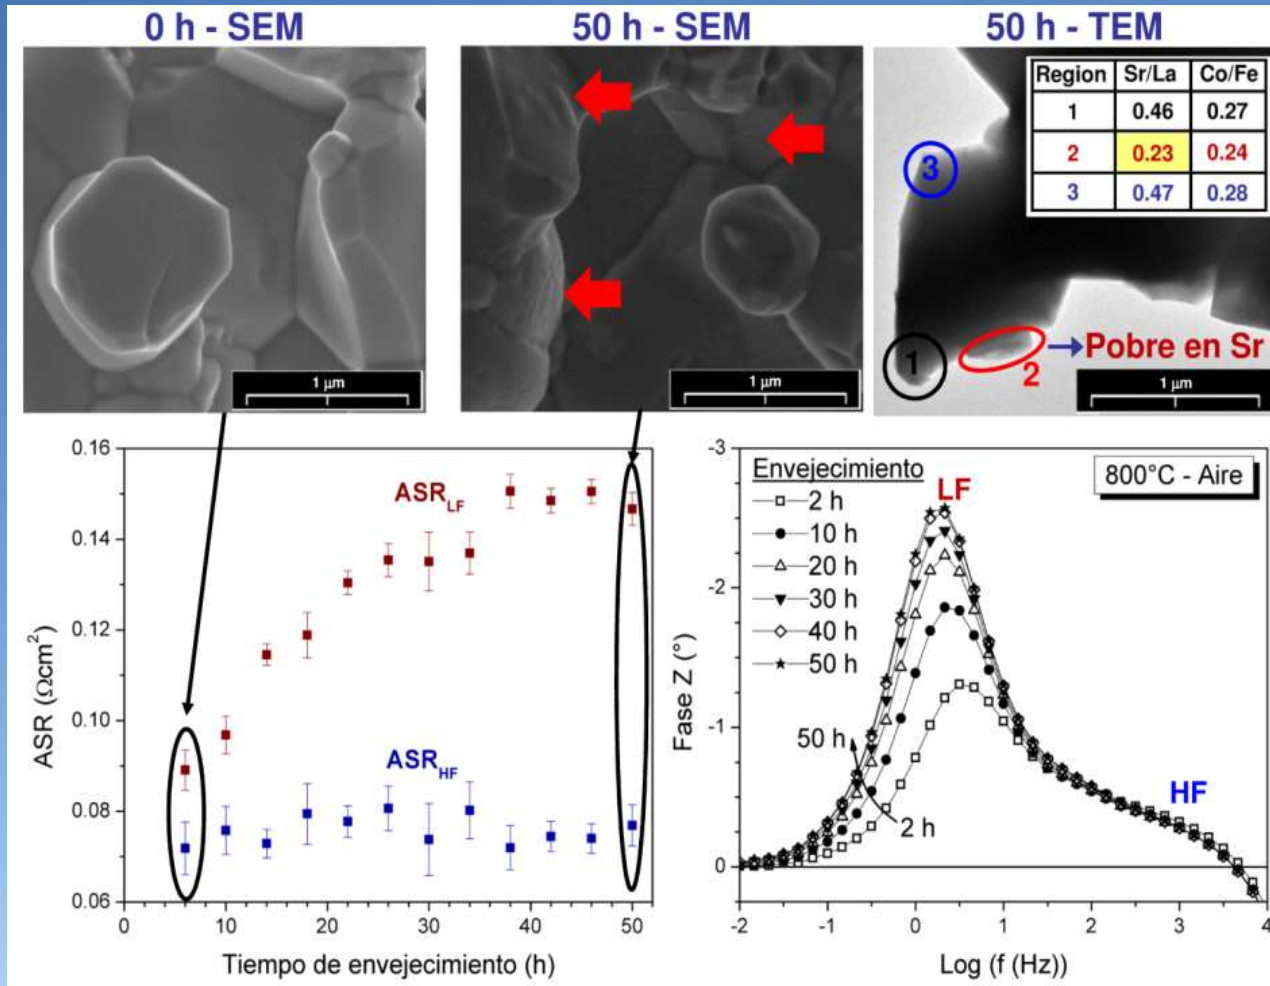 0 h - SEM
50 h - SEM
50 h - TEM
1 µm
1 µm
Region Sr/La Co/Fe
1 0.46 0.27
2 0.23 0.24
3 0.47 0.28
3
1
2
Pobre en Sr
1 µm
0.16
0.14
0.12
0.10
0.08
0.06
ASR (Ωcm²)
ASR_LF
ASR_HF
0 10 20 30 40 50
Tiempo de envejecimiento (h)
-3
-2
-1
0
Fase Z (°)
Envejecimiento
2 h
10 h
20 h
30 h
40 h
50 h
LF
800°C - Aire
50 h
2 h
HF
-2 -1 0 1 2 3 4
Log (f (Hz))